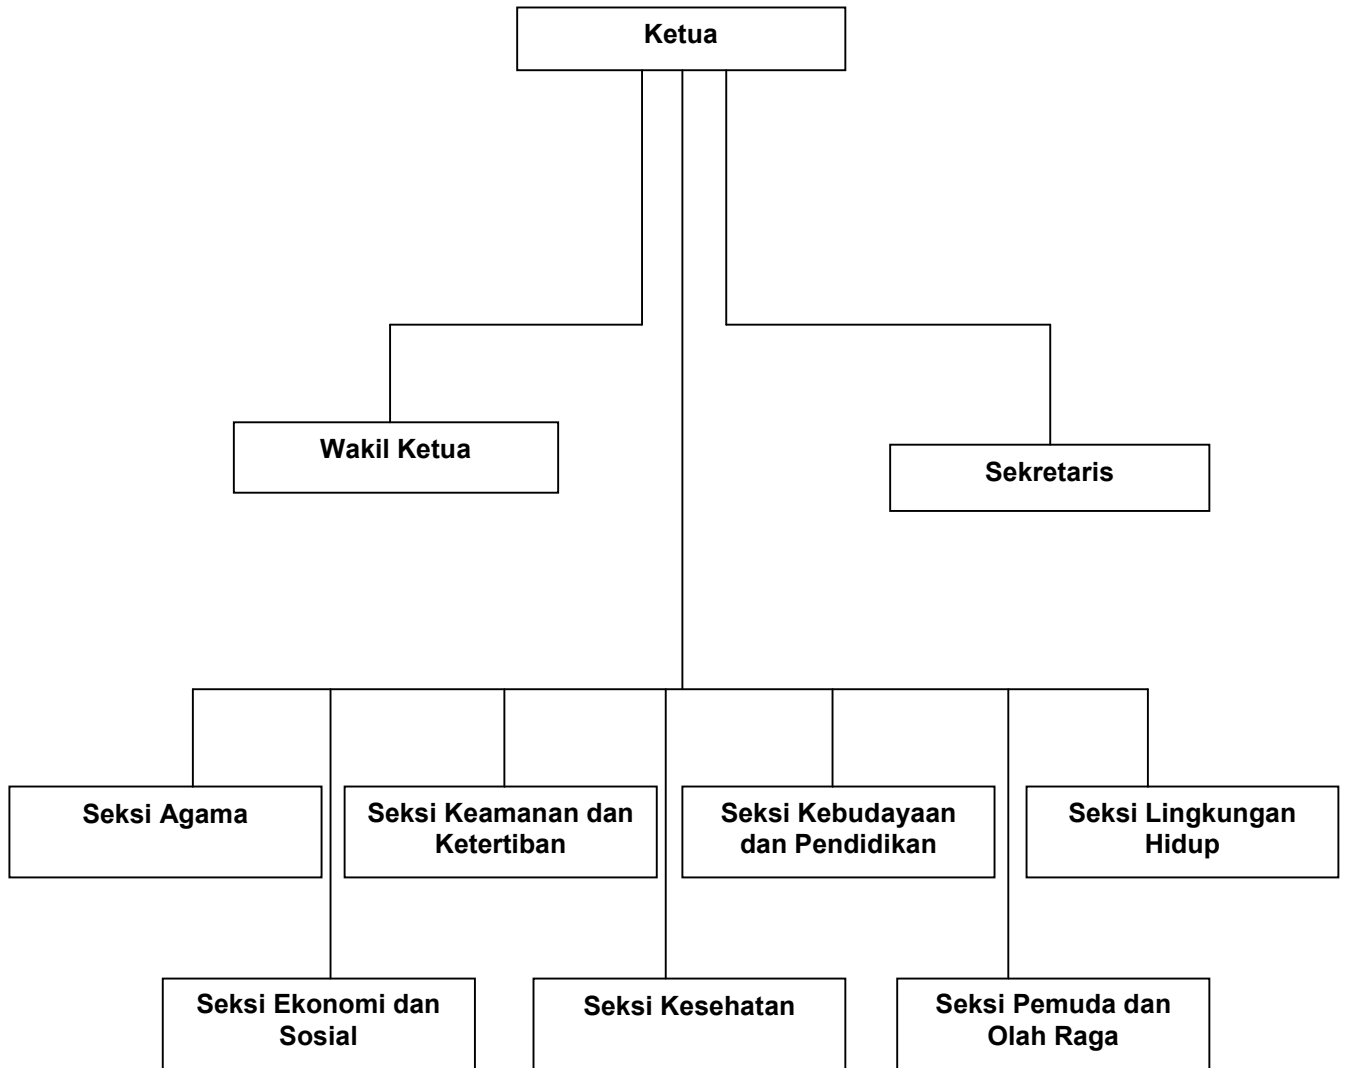 Ketua
Wakil Ketua
Sekretaris
Seksi Agama
Seksi Keamanan dan
Ketertiban
Seksi Kebudayaan
dan Pendidikan
Seksi Lingkungan
Hidup
Seksi Ekonomi dan
Sosial
Seksi Kesehatan
Seksi Pemuda dan
Olah Raga